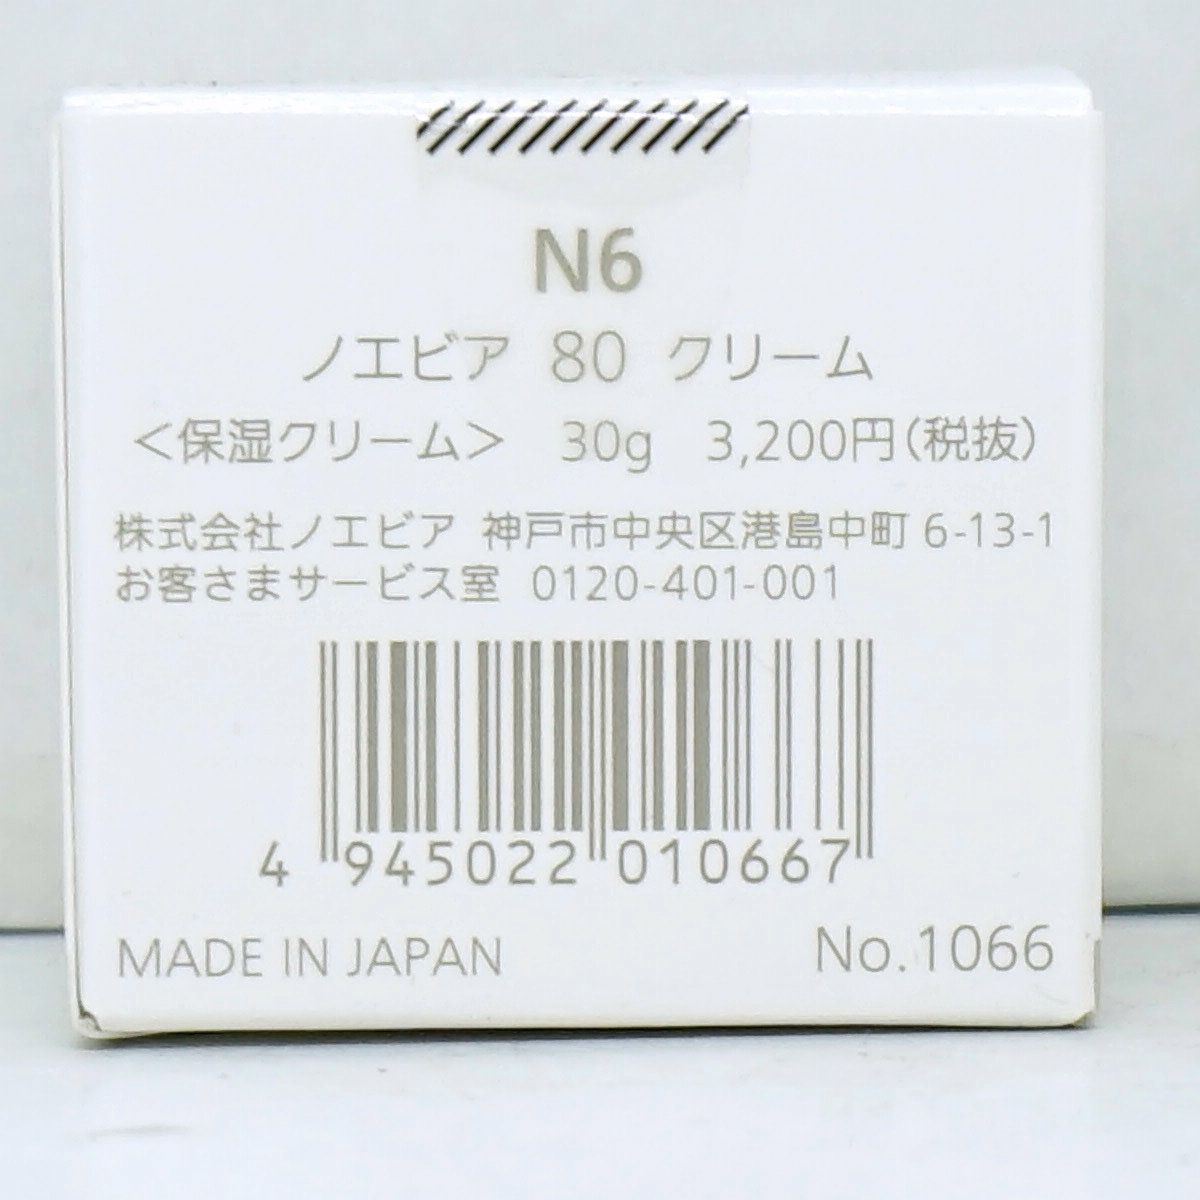 N6
ノエビア 80 クリーム
＜保湿クリーム＞ 30g 3,200円(税抜)
株式会社ノエビア 神戸市中央区港島中町 6-13-1
お客さまサービス室 0120-401-001
4 945022 010667
MADE IN JAPAN No.1066